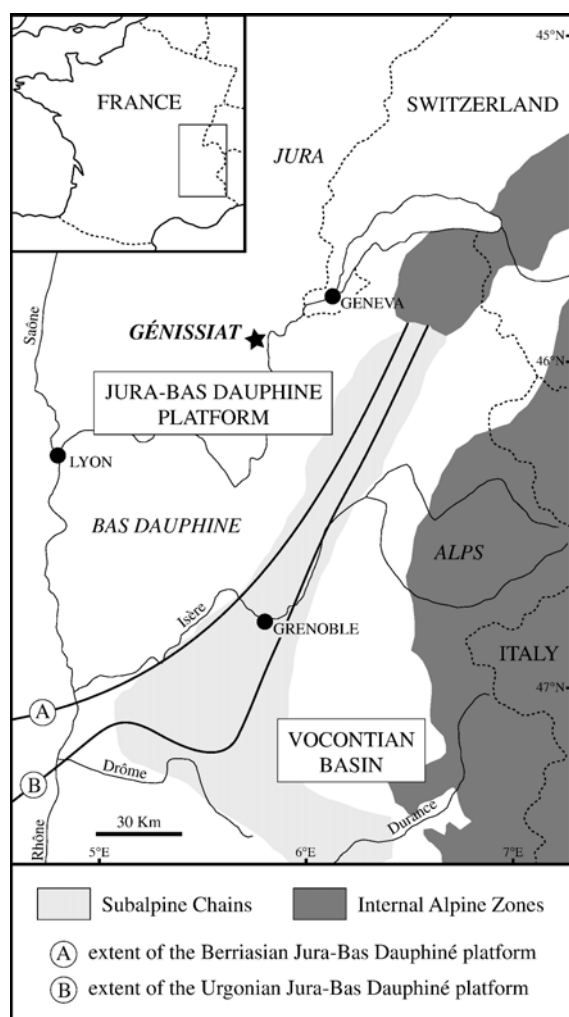 45°N
FRANCE
SWITZERLAND
JURA
Saône
GENEVA
GÉNISSIAT
46°N
JURA-BAS DAUPHINE
PLATFORM
LYON
BAS DAUPHINE
ALPS
Isère
GRENOBLE
ITALY
47°N
A
VOCONTIAN
BASIN
B
Drôme
Durance
30 Km
Rhône
5°E
6°E
7°E
Subalpine Chains
Internal Alpine Zones
A extent of the Berriasian Jura-Bas Dauphiné platform
B extent of the Urgonian Jura-Bas Dauphiné platform